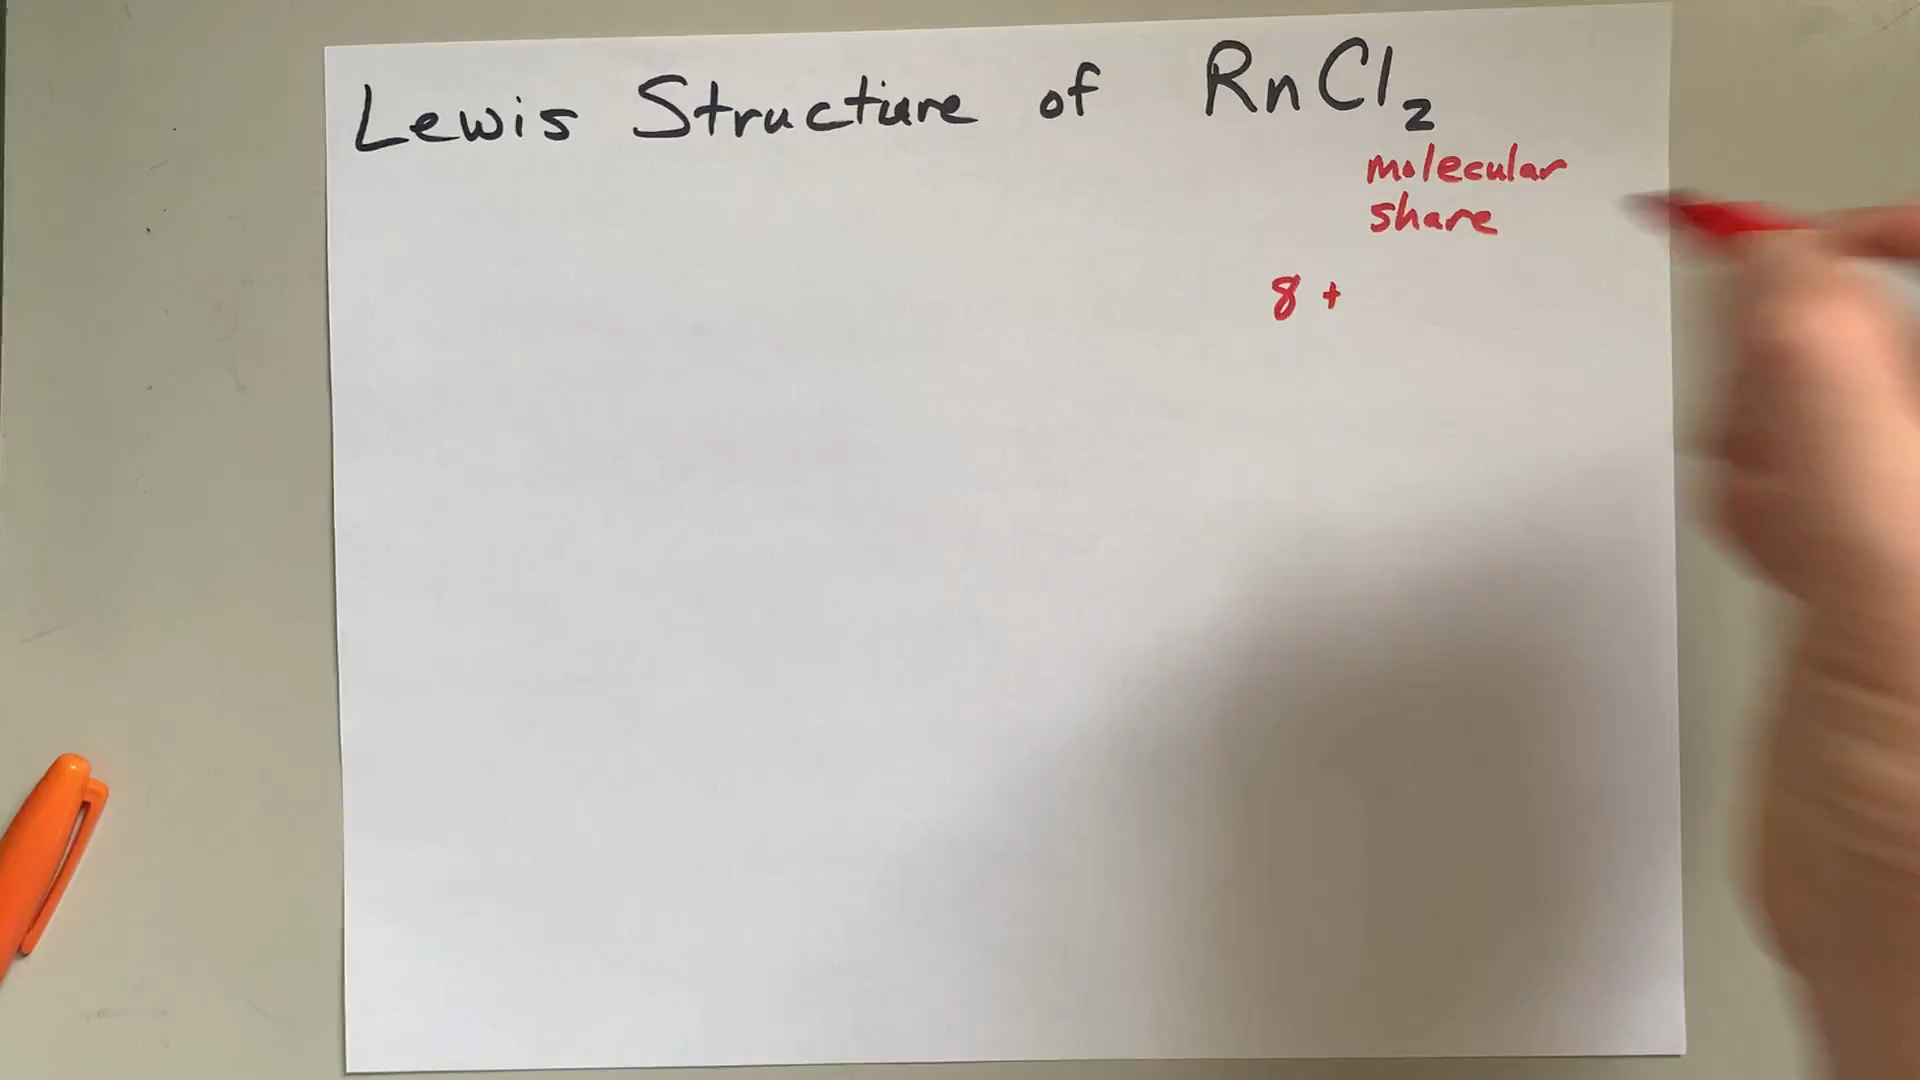 Lewis Structure of RnCl₂
molecular
share
8 +